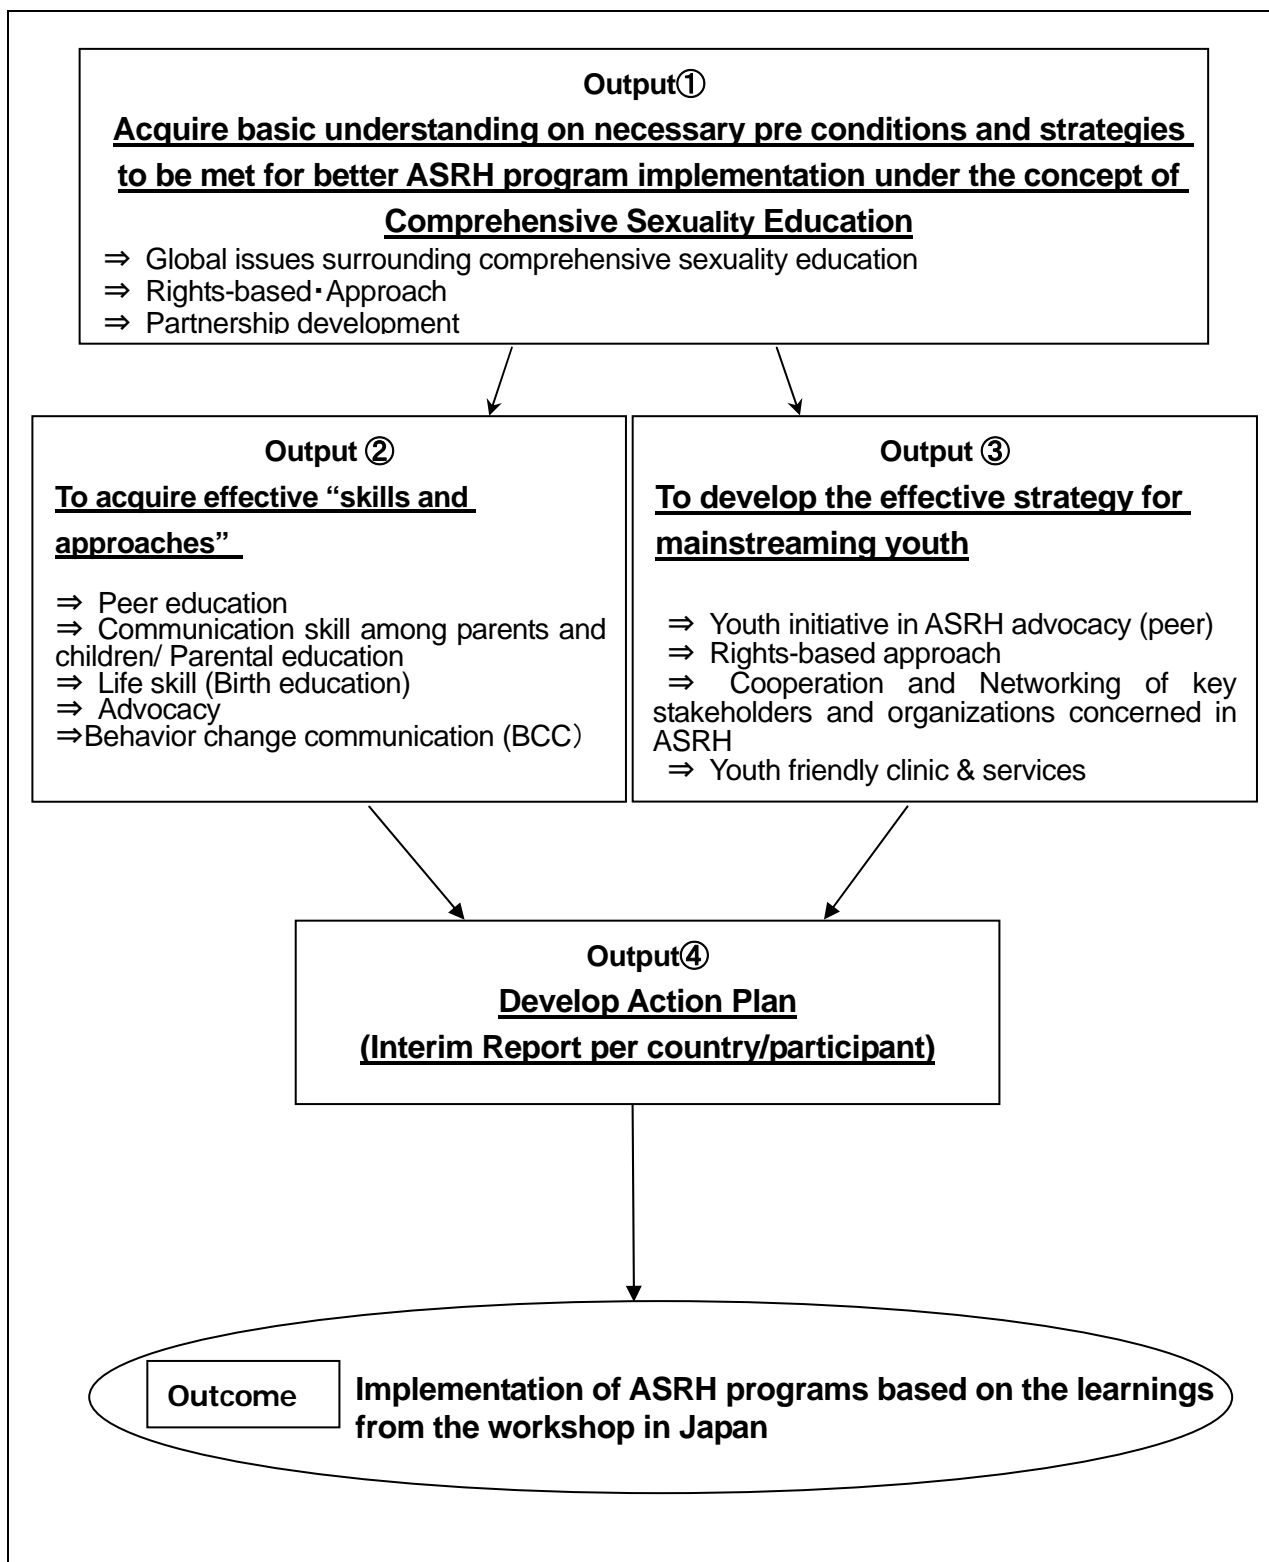 Output①
Acquire basic understanding on necessary pre conditions and strategies
to be met for better ASRH program implementation under the concept of
Comprehensive Sexuality Education
⇒ Global issues surrounding comprehensive sexuality education
⇒ Rights-based・Approach
⇒ Partnership development
Output ②
To acquire effective “skills and
approaches”
⇒ Peer education
⇒ Communication skill among parents and
children/ Parental education
⇒ Life skill (Birth education)
⇒ Advocacy
⇒Behavior change communication (BCC）
Output ③
To develop the effective strategy for
mainstreaming youth
⇒ Youth initiative in ASRH advocacy (peer)
⇒ Rights-based approach
⇒ Cooperation and Networking of key
stakeholders and organizations concerned in
ASRH
⇒ Youth friendly clinic & services
Output④
Develop Action Plan
(Interim Report per country/participant)
Outcome
Implementation of ASRH programs based on the learnings
from the workshop in Japan